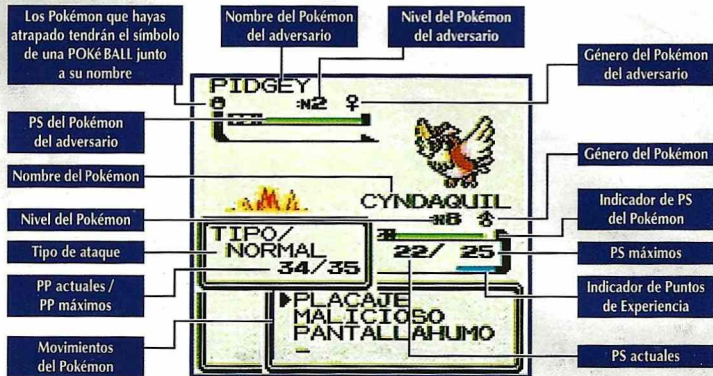 Los Pokémon que hayas
atrapado tendrán el símbolo
de una POKé BALL junto
a su nombre
Nombre del Pokémon
del adversario
Nivel del Pokémon
del adversario
Género del Pokémon
del adversario
PS del Pokémon
del adversario
Nombre del Pokémon
Nivel del Pokémon
Tipo de ataque
PP actuales /
PP máximos
Movimientos
del Pokémon
PIDGEY
:N2 ♀
CYNDAQUIL
:N8 ♂
22/ 25
TIPO/
NORMAL
34/35
▶PLACAJE
MALICIOSO
PANTALLAHUMO
–
Género del Pokémon
Indicador de PS
del Pokémon
PS máximos
Indicador de Puntos
de Experiencia
PS actuales